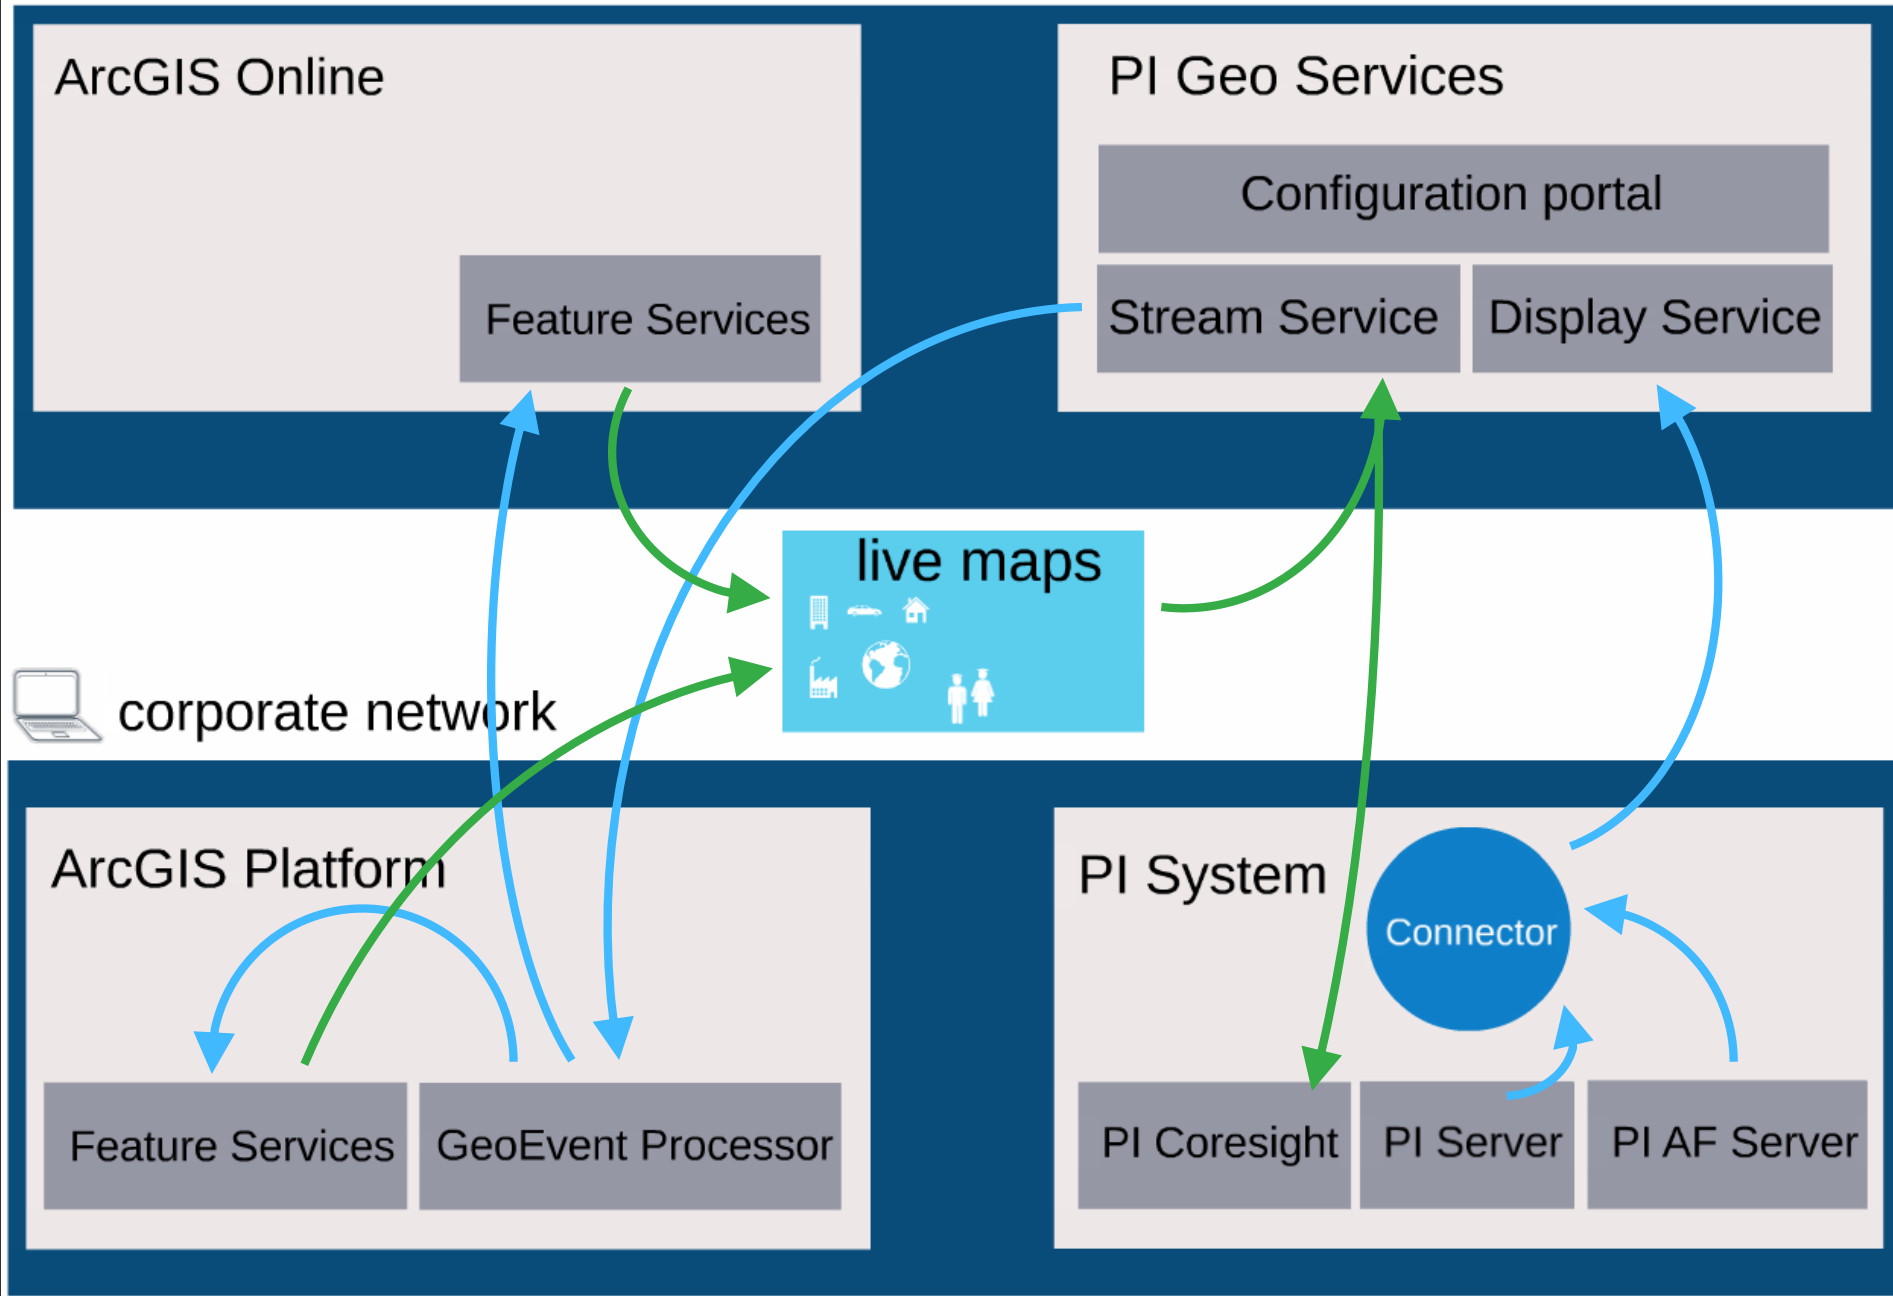 ArcGIS Online
Feature Services
PI Geo Services
Configuration portal
Stream Service
Display Service
live maps
corporate network
ArcGIS Platform
Feature Services
GeoEvent Processor
PI System
Connector
PI Coresight
PI Server
PI AF Server